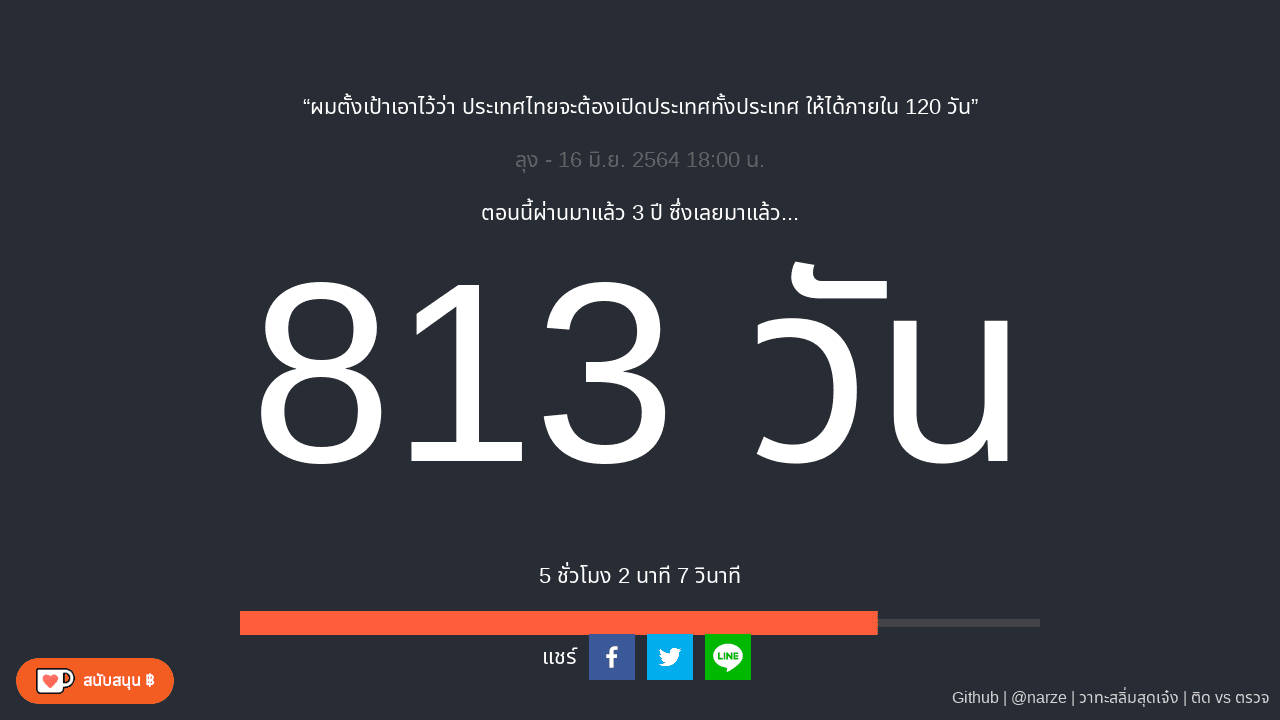 “ผมตั้งเป้าเอาไว้ว่า ประเทศไทยจะต้องเปิดประเทศทั้งประเทศ ให้ได้ภายใน 120 วัน”
ลุง - 16 มิ.ย. 2564 18:00 น.
ตอนนี้ผ่านมาแล้ว 3 ปี ซึ่งเลยมาแล้ว...
813 วัน
5 ชั่วโมง 2 นาที 7 วินาที
แชร์
LINE
สนับสนุน ฿
Github | @narze | วาทะสลิ่มสุดเจ๋ง | ติด vs ตรวจ